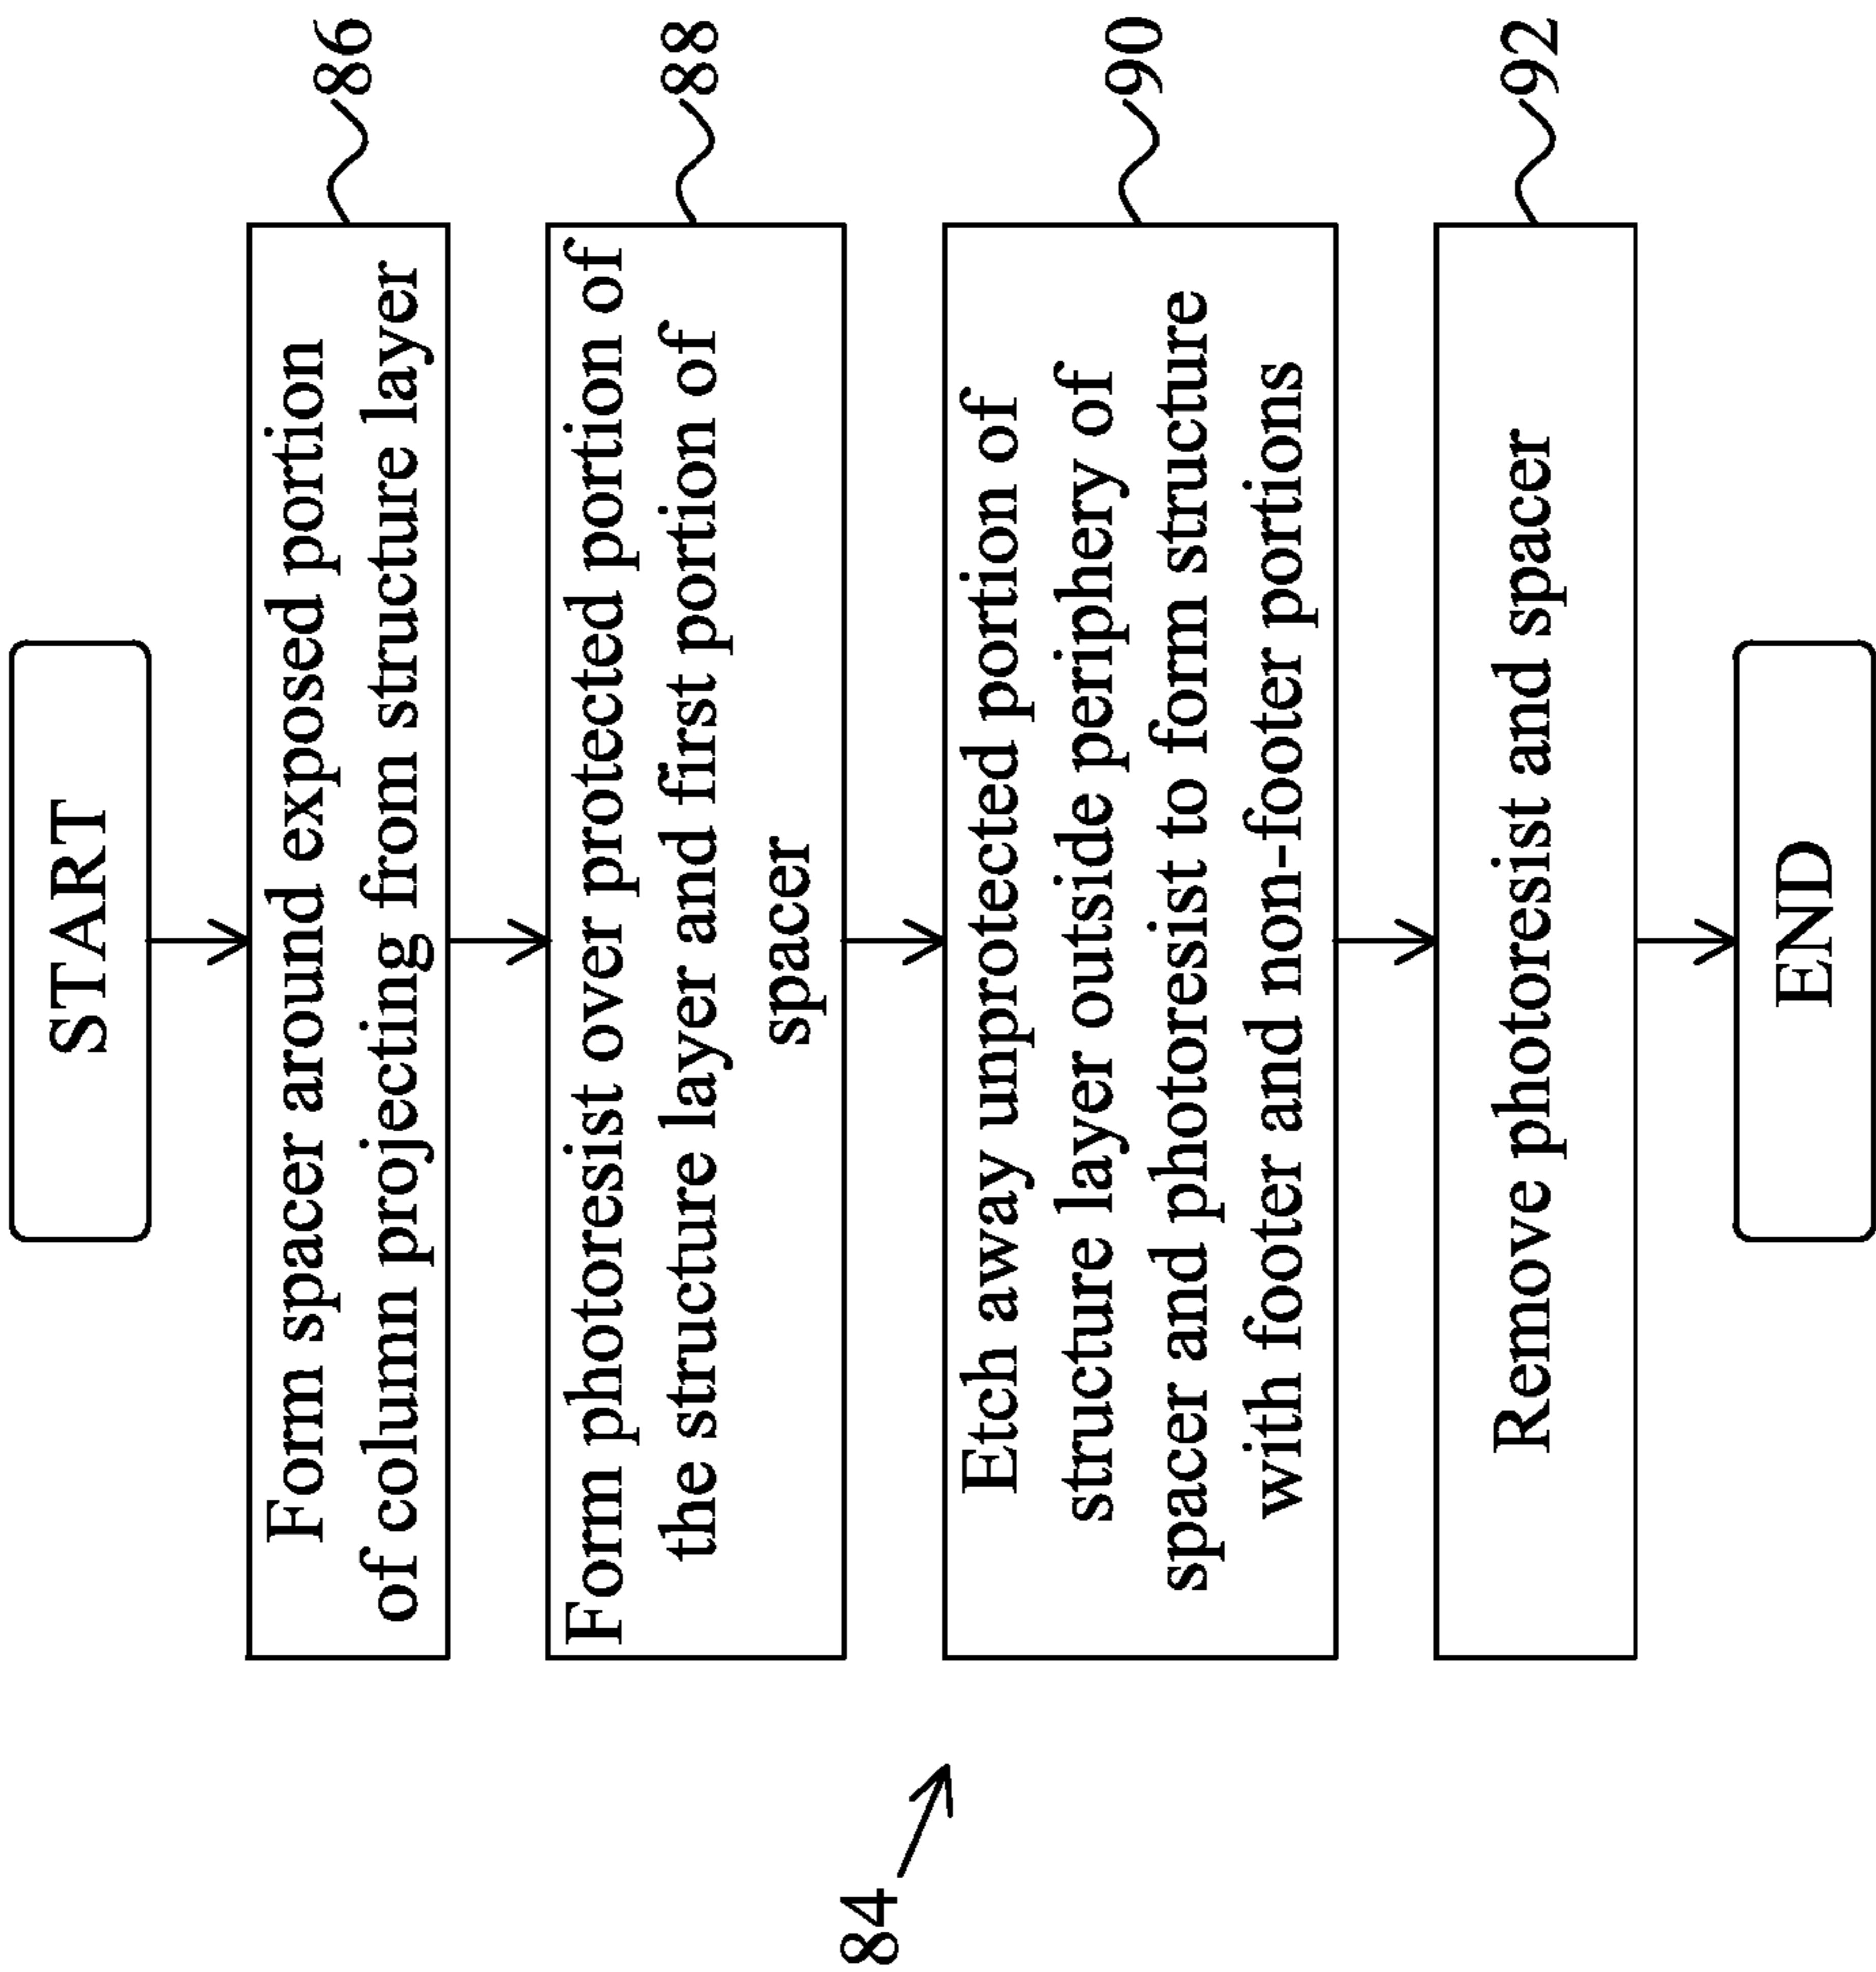 START
Form spacer around exposed portion
of column projecting from structure layer
86
Form photoresist over protected portion of
the structure layer and first portion of
spacer
88
Etch away unprotected portion of
structure layer outside periphery of
spacer and photoresist to form structure
with footer and non-footer portions
90
Remove photoresist and spacer
92
END
84